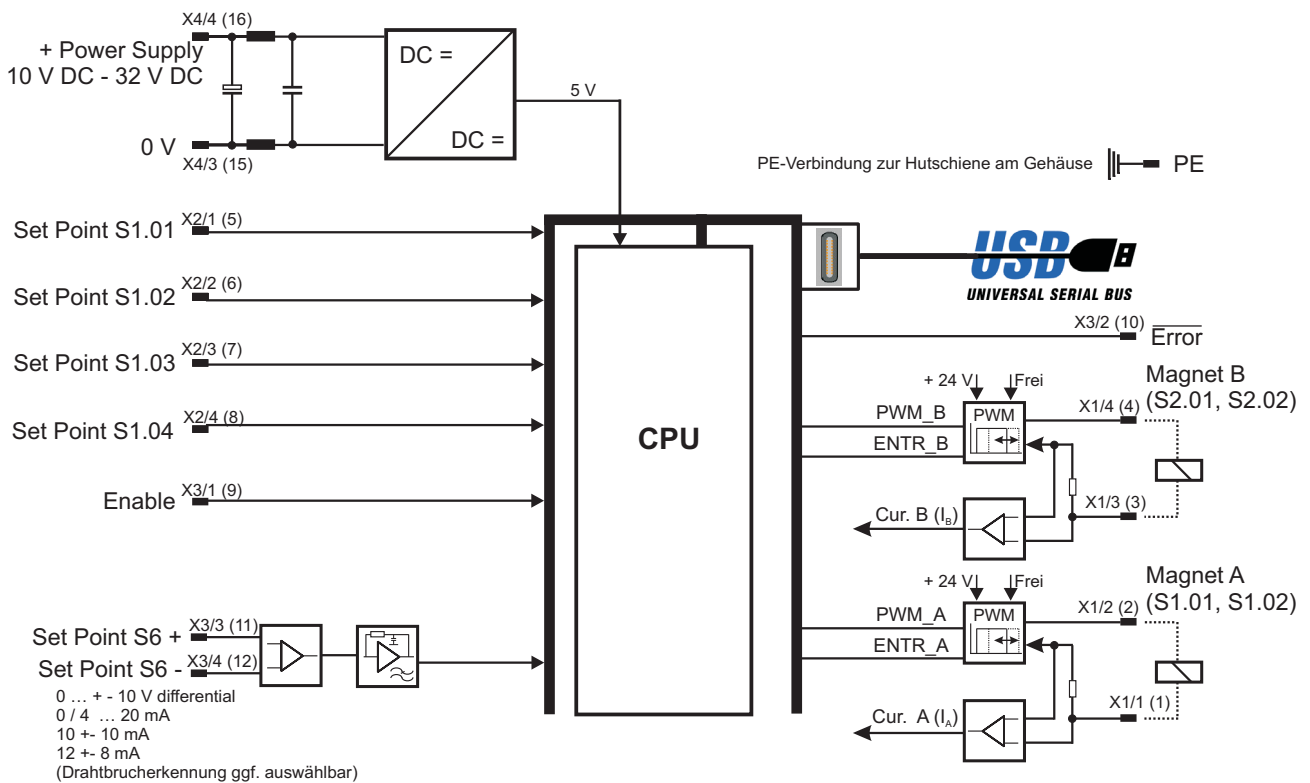 X4/4 (16)
+ Power Supply
10 V DC - 32 V DC
0 V
X4/3 (15)
DC =
DC =
5 V
PE-Verbindung zur Hutschiene am Gehäuse
PE
Set Point S1.01
X2/1 (5)
Set Point S1.02
X2/2 (6)
Set Point S1.03
X2/3 (7)
Set Point S1.04
X2/4 (8)
Enable
X3/1 (9)
Set Point S6 +
X3/3 (11)
Set Point S6 -
X3/4 (12)
0 ... + - 10 V differential
0 / 4 ... 20 mA
10 +- 10 mA
12 +- 8 mA
(Drahtbrucherkennung ggf. auswählbar)
CPU
USB
UNIVERSAL SERIAL BUS
X3/2 (10)
Error
+ 24 V
Frei
Magnet B
(S2.01, S2.02)
PWM_B
PWM
X1/4 (4)
ENTR_B
Cur. B (IB)
X1/3 (3)
+ 24 V
Frei
Magnet A
(S1.01, S1.02)
PWM_A
PWM
X1/2 (2)
ENTR_A
Cur. A (IA)
X1/1 (1)